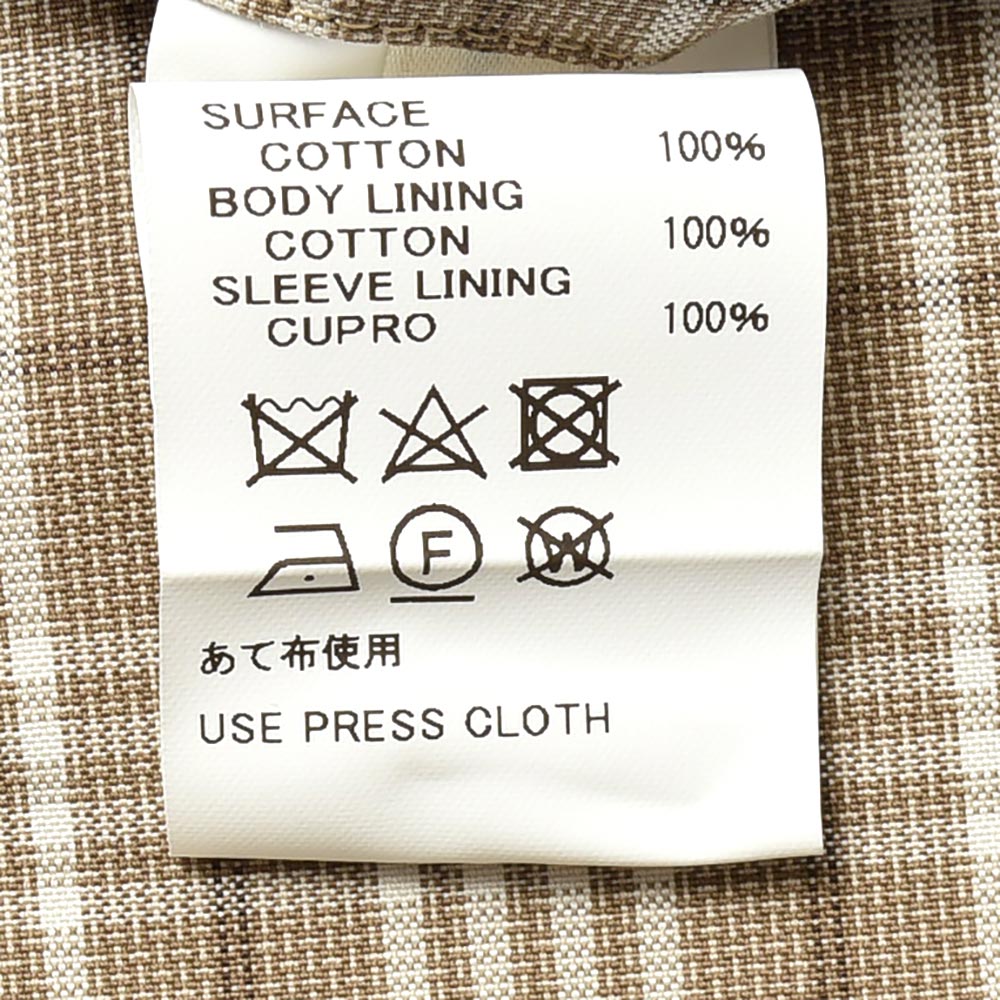 SURFACE
COTTON 100%
BODY LINING
COTTON 100%
SLEEVE LINING
CUPRO 100%
F W
あて布使用
USE PRESS CLOTH